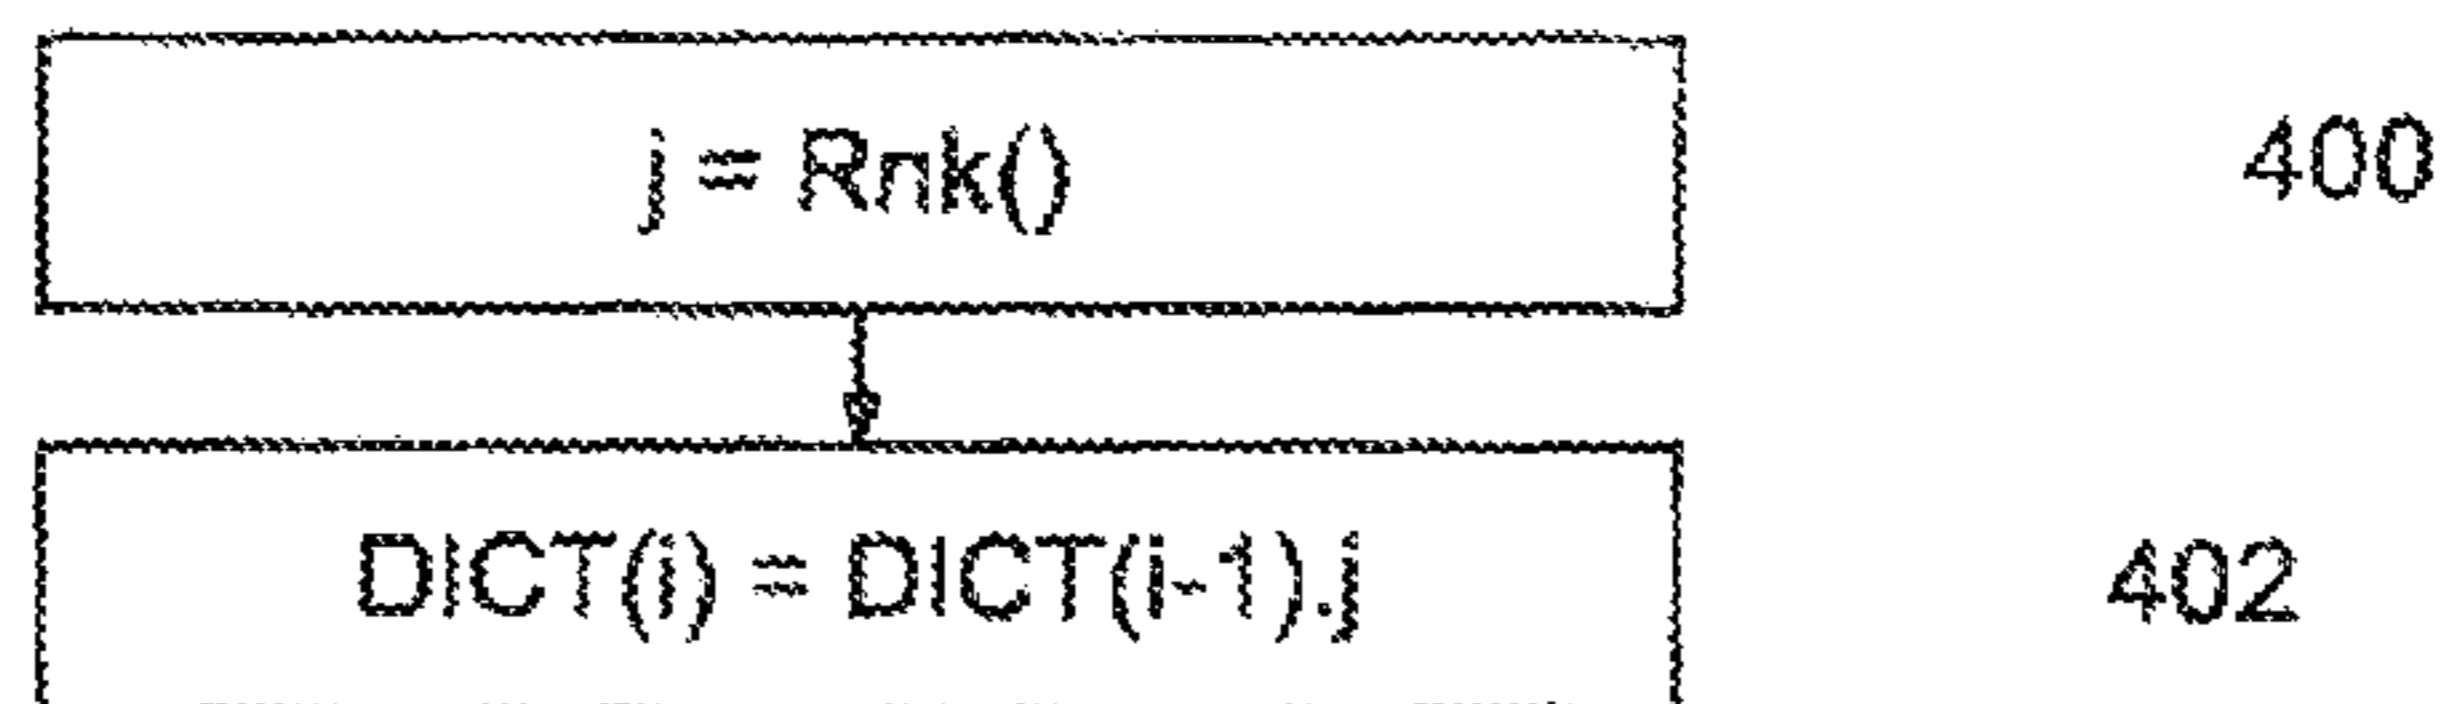 j = Rnk() 400
DICT(i) = DICT(i-1).j 402